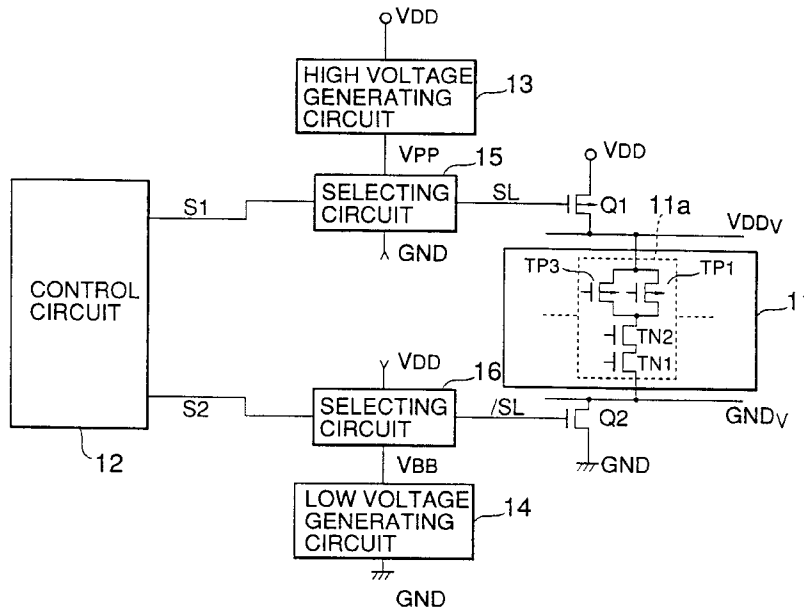 VDD
HIGH VOLTAGE
GENERATING
CIRCUIT
13
VPP
15
SELECTING
CIRCUIT
S1
SL
VDD
Q1
11a
VDDV
GND
TP3
TP1
CONTROL
CIRCUIT
11
TN2
TN1
VDD
16
SELECTING
CIRCUIT
S2
/SL
Q2
GNDV
12
VBB
GND
LOW VOLTAGE
GENERATING
CIRCUIT
14
GND